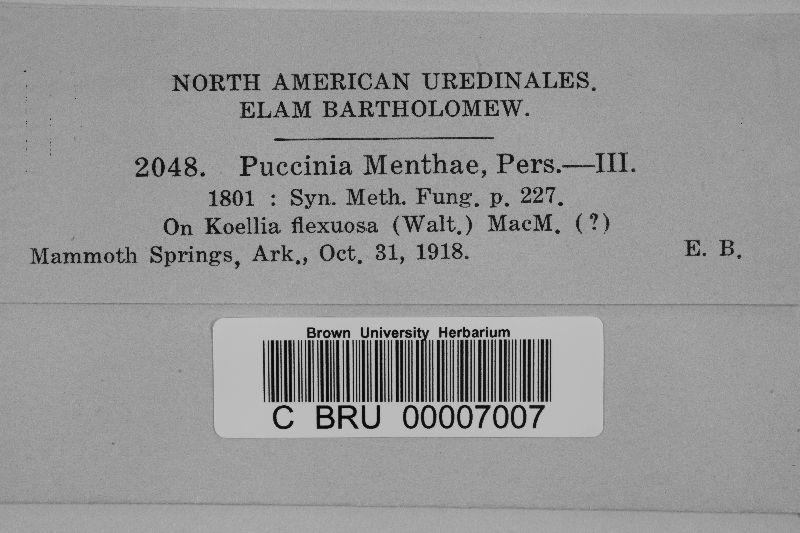 NORTH AMERICAN UREDINALES.
ELAM BARTHOLOMEW.
2048. Puccinia Menthae, Pers.—III.
1801 : Syn. Meth. Fung. p. 227.
On Koellia flexuosa (Walt.) MacM. (?)
Mammoth Springs, Ark., Oct. 31, 1918. E. B.
Brown University Herbarium
C BRU 00007007